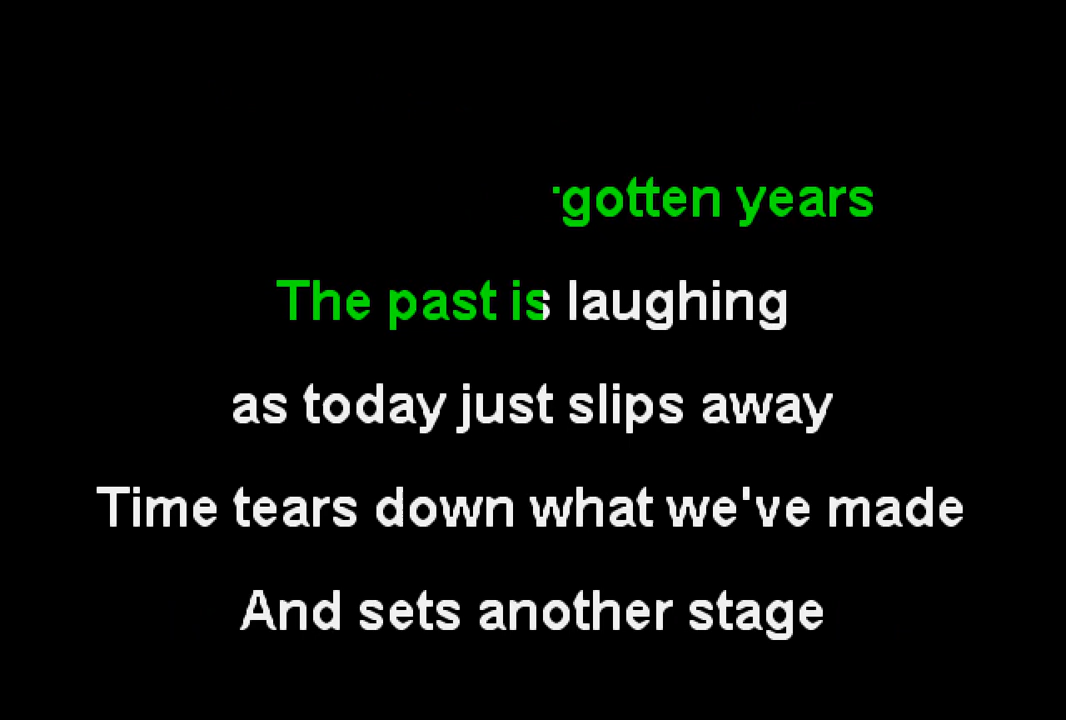 gotten years
The past is laughing
as today just slips away
Time tears down what we've made
And sets another stage